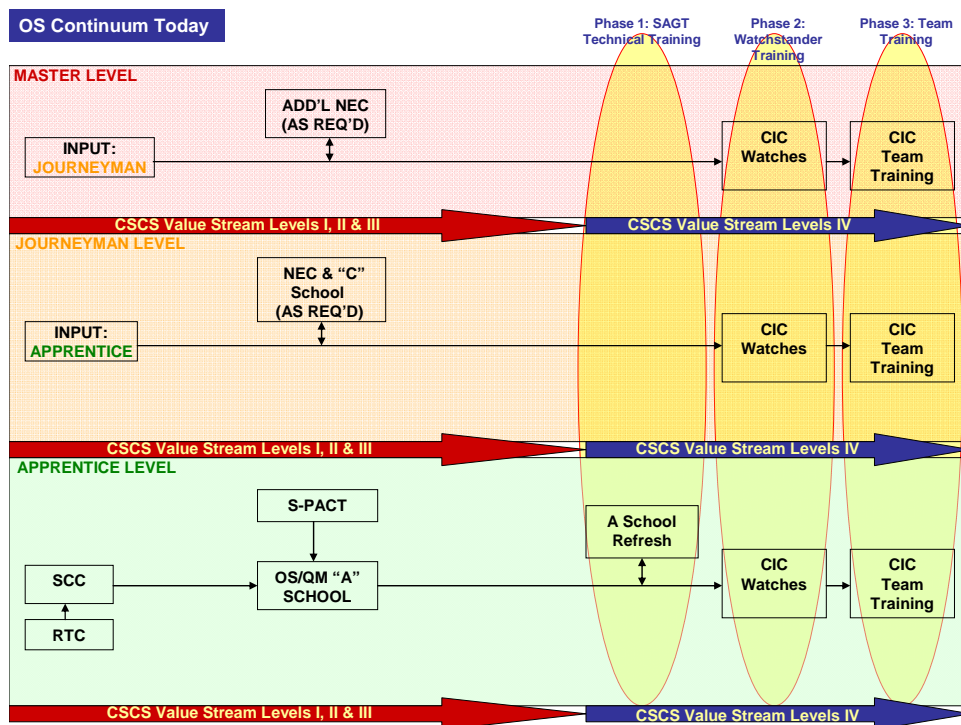 OS Continuum Today
Phase 1: SAGT
Technical Training
Phase 2:
Watchstander
Training
Phase 3: Team
Training
MASTER LEVEL
ADD'L NEC
(AS REQ'D)
INPUT:
JOURNEYMAN
CIC
Watches
CIC
Team
Training
CSCS Value Stream Levels I, II & III
CSCS Value Stream Levels IV
JOURNEYMAN LEVEL
NEC & “C”
School
(AS REQ'D)
INPUT:
APPRENTICE
CIC
Watches
CIC
Team
Training
CSCS Value Stream Levels I, II & III
CSCS Value Stream Levels IV
APPRENTICE LEVEL
S-PACT
A School
Refresh
SCC
OS/QM “A”
SCHOOL
CIC
Watches
CIC
Team
Training
RTC
CSCS Value Stream Levels I, II & III
CSCS Value Stream Levels IV